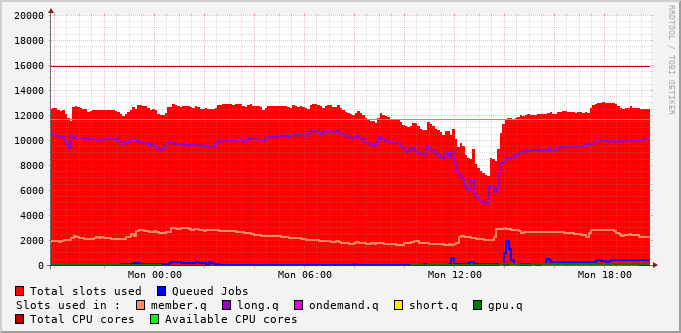 20000
18000
16000
14000
12000
10000
8000
6000
4000
2000
0
Mon 00:00 Mon 06:00 Mon 12:00 Mon 18:00
RRDTOOL / TOBI OETIKER
Total slots used Queued Jobs
Slots used in : member.q long.q ondemand.q short.q gpu.q
Total CPU cores Available CPU cores